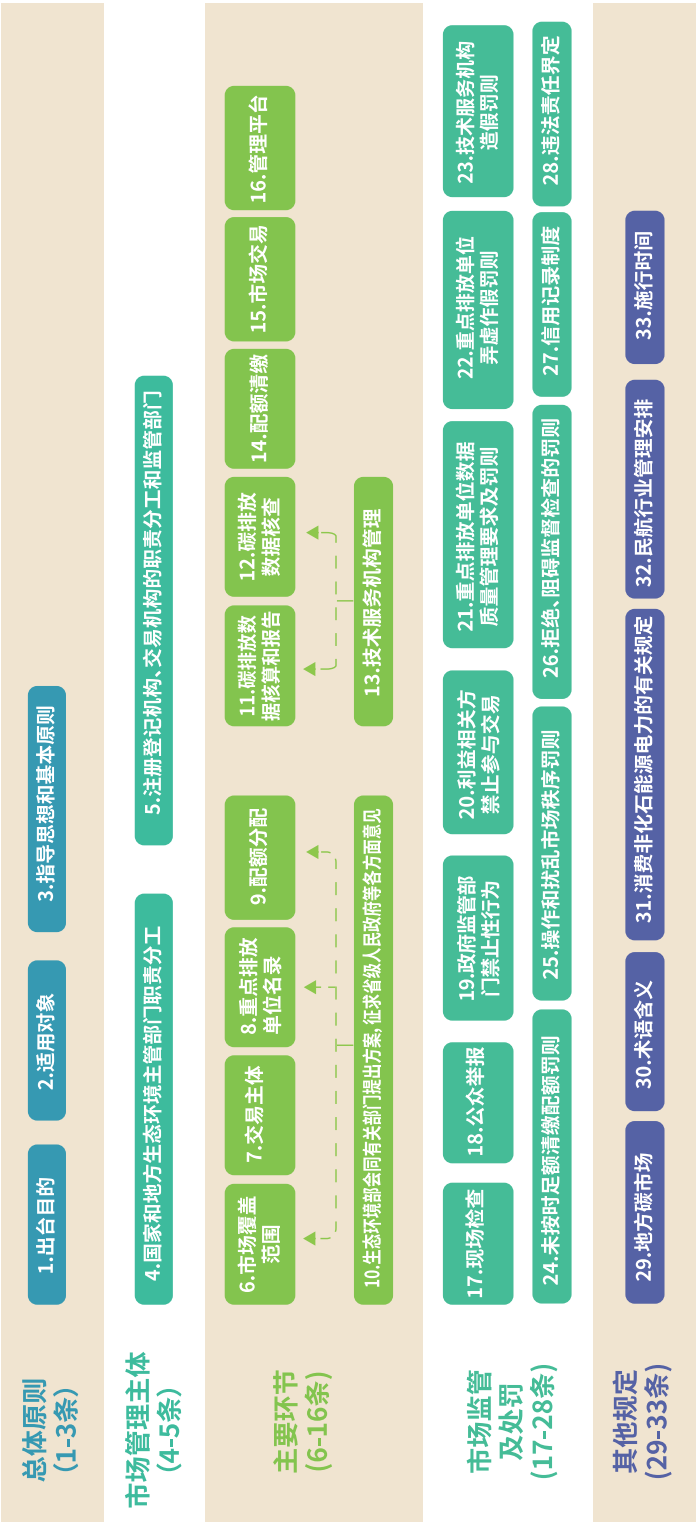 总体原则
(1-3条)
1.出台目的
2.适用对象
3.指导思想和基本原则
市场管理主体
(4-5条)
4.国家和地方生态环境主管部门职责分工
5.注册登记机构、交易机构的职责分工和监管部门
主要环节
(6-16条)
6.市场覆盖
范围
7.交易主体
8.重点排放
单位名录
9.配额分配
11.碳排放数
据核算和报告
12.碳排放
数据核查
14.配额清缴
15.市场交易
16.管理平台
10.生态环境部会同有关部门提出方案,征求省级人民政府等各方面意见
13.技术服务机构管理
市场监管
及处罚
(17-28条)
17.现场检查
18.公众举报
19.政府监管部
门禁止性行为
20.利益相关方
禁止参与交易
21.重点排放单位数据
质量管理要求及罚则
22.重点排放单位
弄虚作假罚则
23.技术服务机构
造假罚则
24.未按时足额清缴配额罚则
25.操作和扰乱市场秩序罚则
26.拒绝、阻碍监督检查的罚则
27.信用记录制度
28.违法责任界定
其他规定
(29-33条)
29.地方碳市场
30.术语含义
31.消费非化石能源电力的有关规定
32.民航行业管理安排
33.施行时间